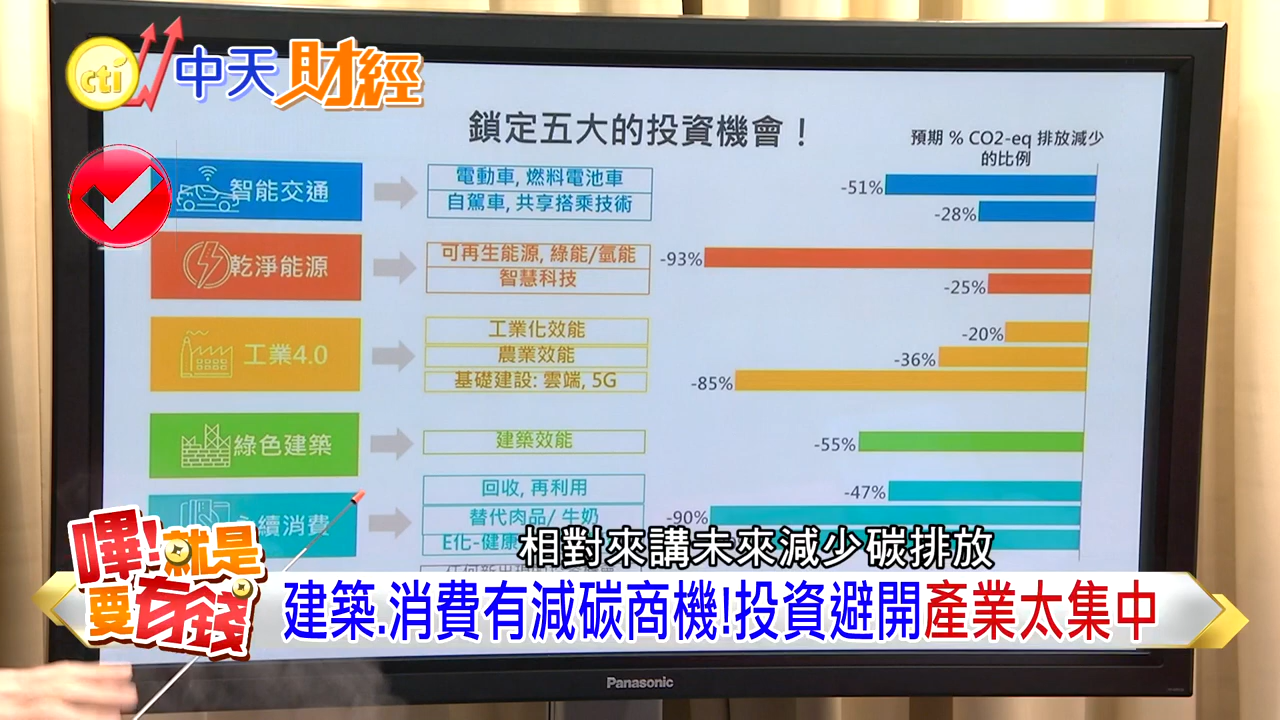 cti 中天財經
鎖定五大的投資機會！
預期 % CO2-eq 排放減少
的比例
智能交通
電動車, 燃料電池車
-51%
自駕車, 共享搭乘技術
-28%
乾淨能源
可再生能源, 綠能/氫能
-93%
智慧科技
-25%
工業4.0
工業化效能
-20%
農業效能
-36%
基礎建設: 雲端, 5G
-85%
綠色建築
建築效能
-55%
續消費
回收, 再利用
-47%
替代肉品/ 牛奶
-90%
E化-健康
相對來講未來減少碳排放
嗶!就是
要有錢
建築.消費有減碳商機!投資避開產業太集中
Panasonic